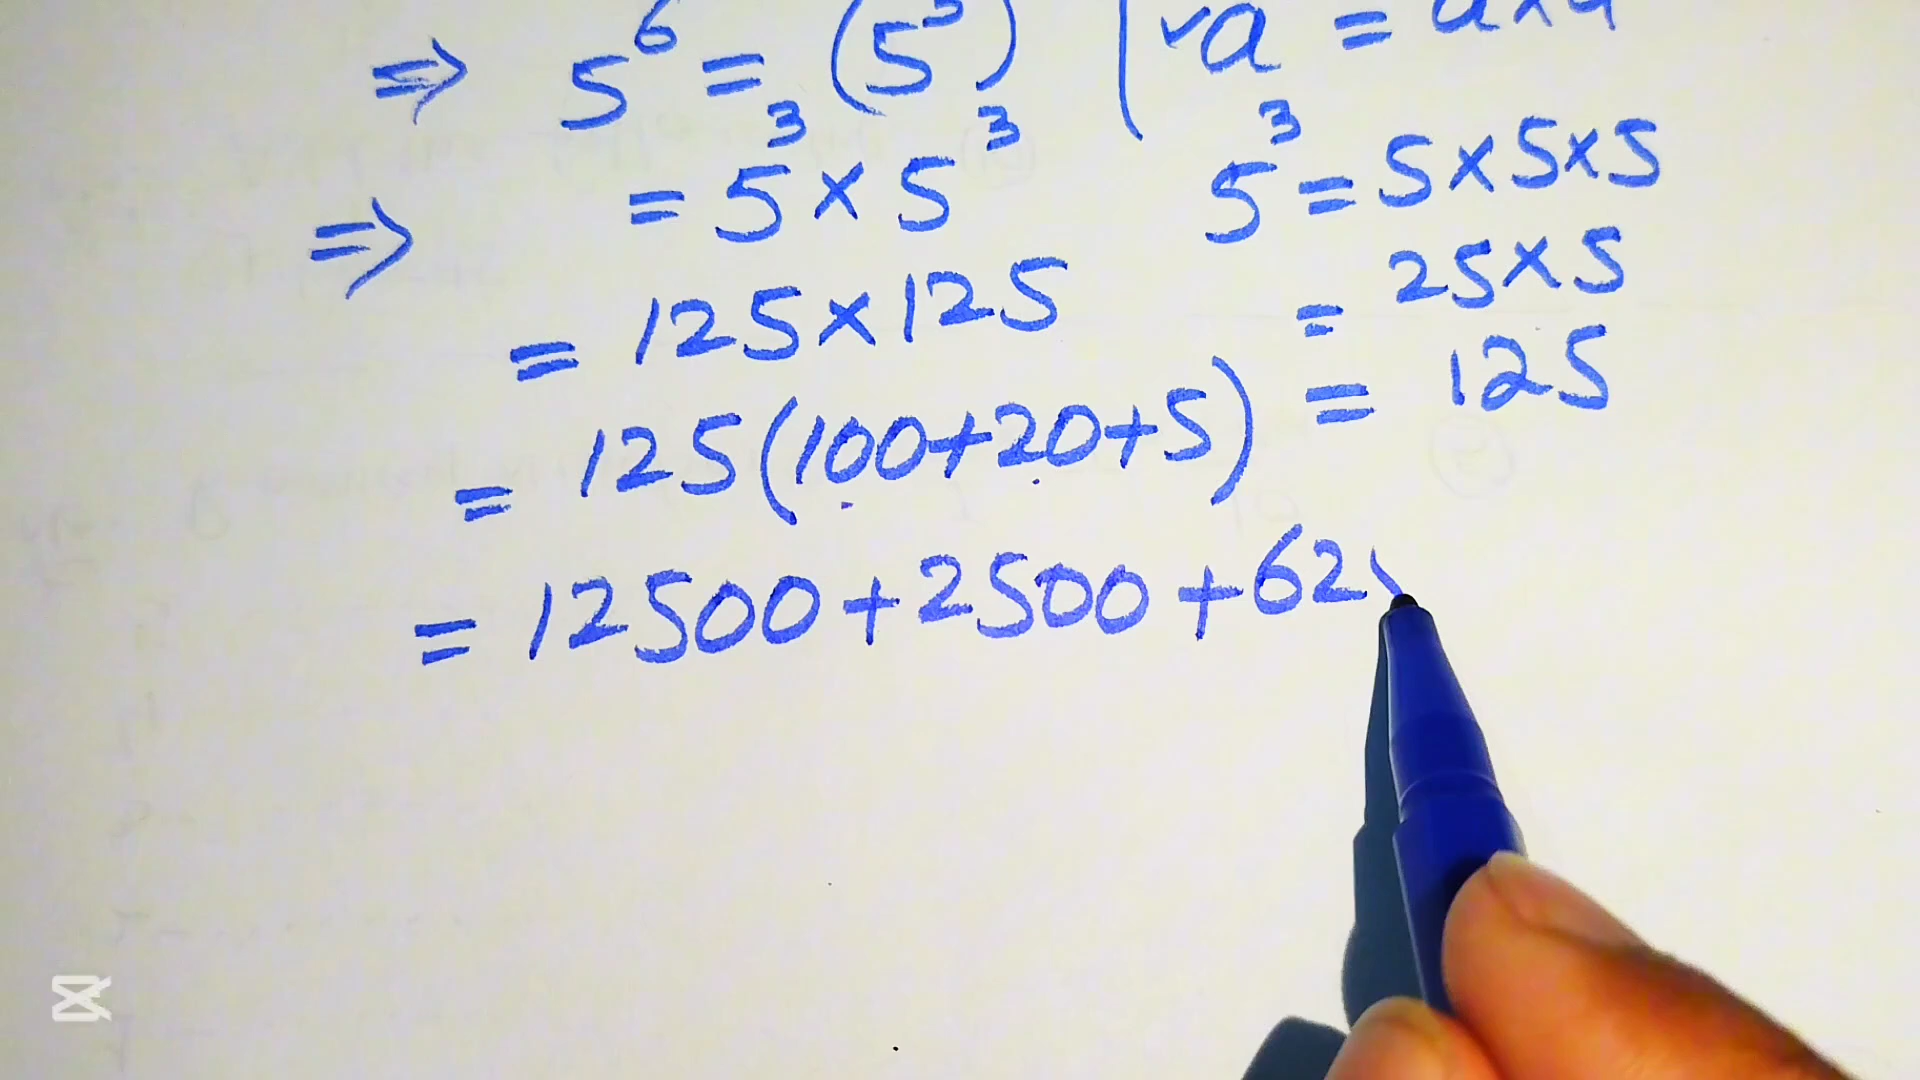 ⇒ 5⁶ = (5³) | √a = a×a
= 5³ × 5³ 5³ = 5×5×5
⇒
= 125×125 = 25×5
= 125(100+20+5) = 125
= 12500+2500+62